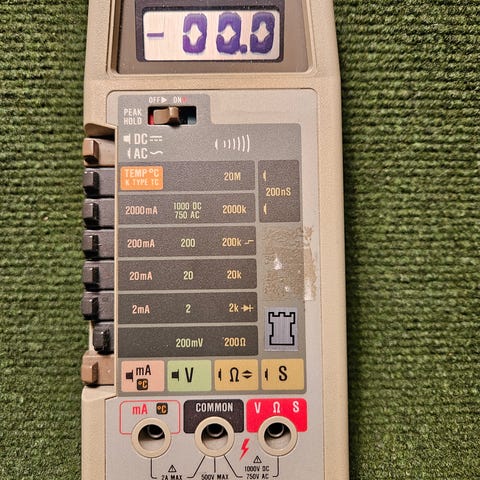 - 00.0
OFF▶ ON
PEAK
HOLD
DC
AC
TEMP °C
K TYPE TC
20M
200nS
2000mA 1000 DC
750 AC 2000k
200mA 200 200k
20mA 20 20k
2mA 2 2k
200mV 200Ω
mA
°C
V
Ω
S
mA °C
COMMON
V Ω S
2A MAX
500V MAX
1000V DC
750V AC